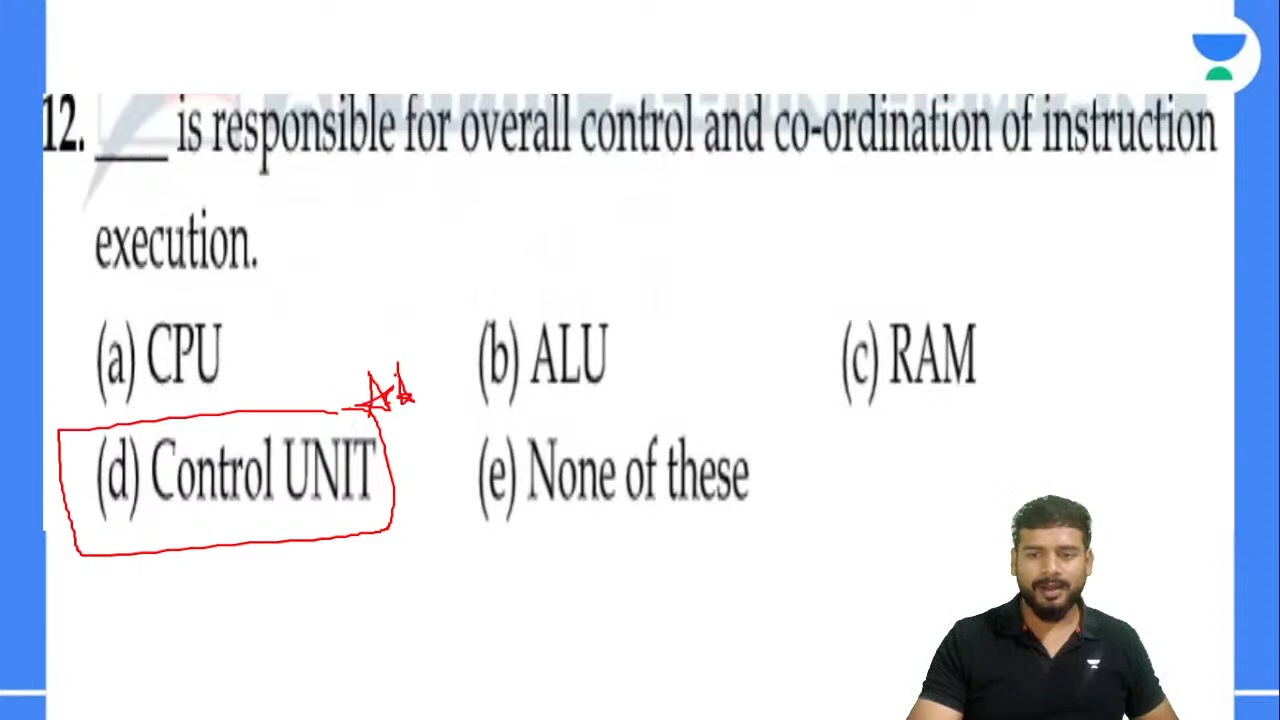 12. ____ is responsible for overall control and co-ordination of instruction
execution.
(a) CPU (b) ALU (c) RAM
(d) Control UNIT (e) None of these